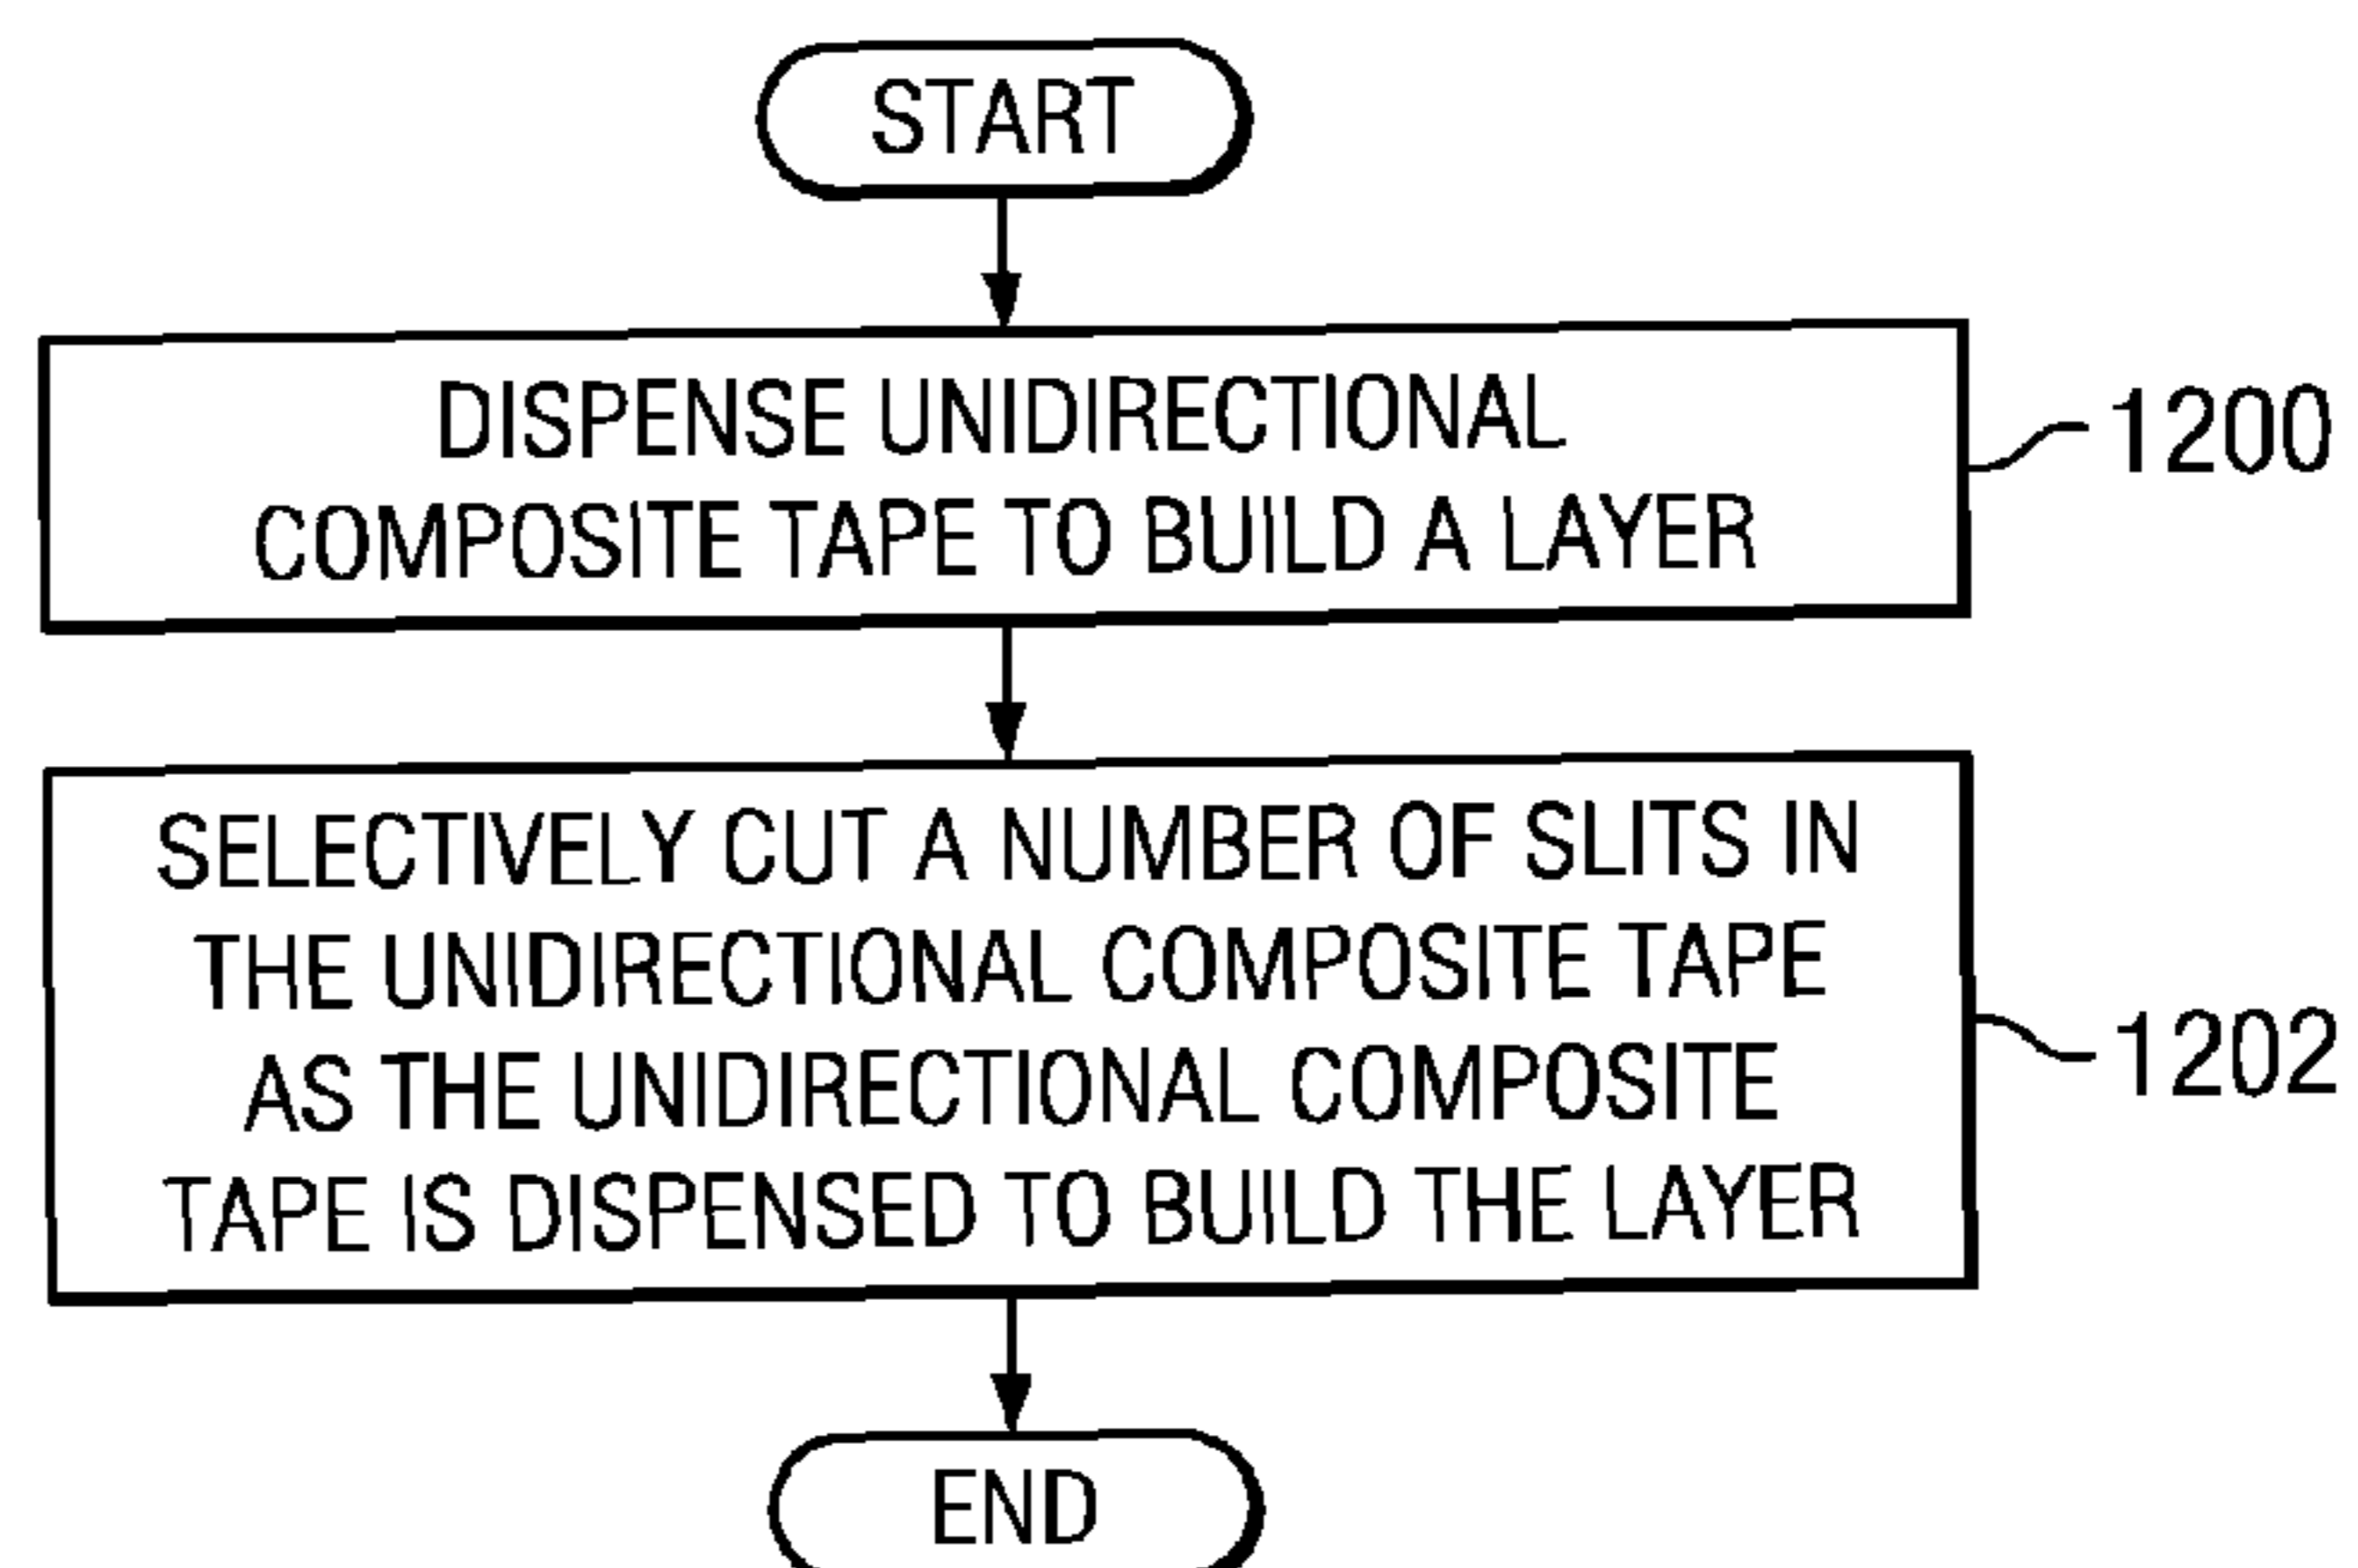 START
DISPENSE UNIDIRECTIONAL
COMPOSITE TAPE TO BUILD A LAYER
1200
SELECTIVELY CUT A NUMBER OF SLITS IN
THE UNIDIRECTIONAL COMPOSITE TAPE
AS THE UNIDIRECTIONAL COMPOSITE
TAPE IS DISPENSED TO BUILD THE LAYER
1202
END